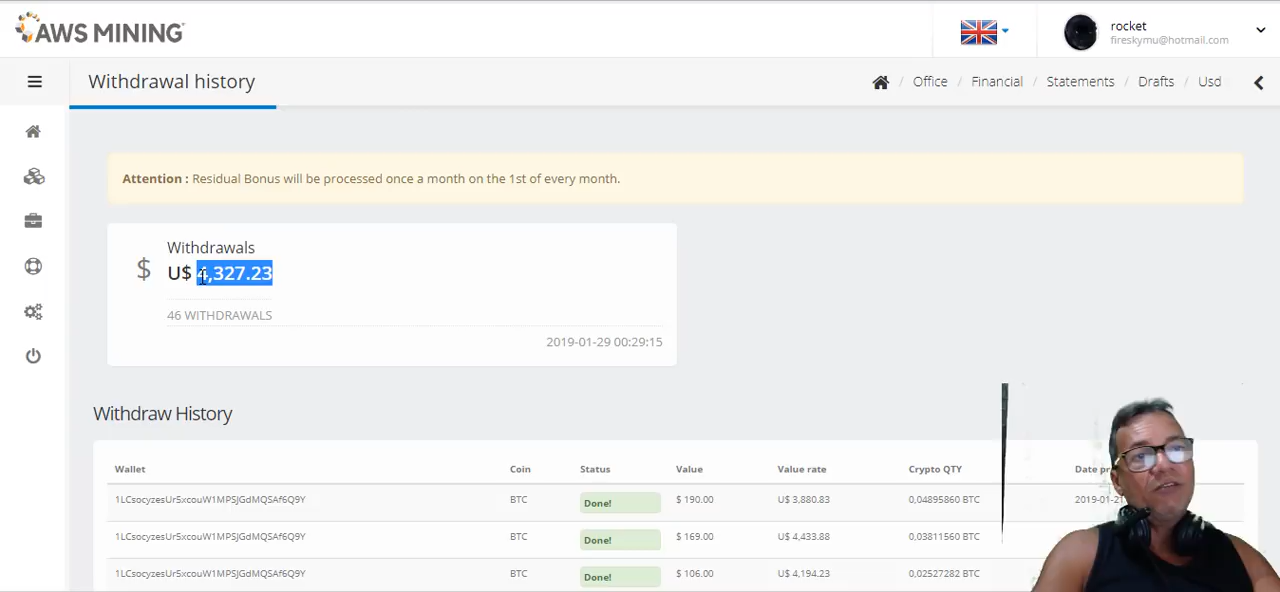 AWS MINING
rocket
fireskymu@hotmail.com
Withdrawal history
/ Office / Financial / Statements / Drafts / Usd
Attention : Residual Bonus will be processed once a month on the 1st of every month.
Withdrawals
$ U$ 4,327.23
46 WITHDRAWALS
2019-01-29 00:29:15
Withdraw History
Wallet Coin Status Value Value rate Crypto QTY Date
1LCsocyzesUr5xcouW1MPSJGdMQSAf6Q9Y BTC Done! $ 190.00 U$ 3,880.83 0,04895860 BTC
1LCsocyzesUr5xcouW1MPSJGdMQSAf6Q9Y BTC Done! $ 169.00 U$ 4,433.88 0,03811560 BTC
1LCsocyzesUr5xcouW1MPSJGdMQSAf6Q9Y BTC Done! $ 106.00 U$ 4,194.23 0,02527282 BTC